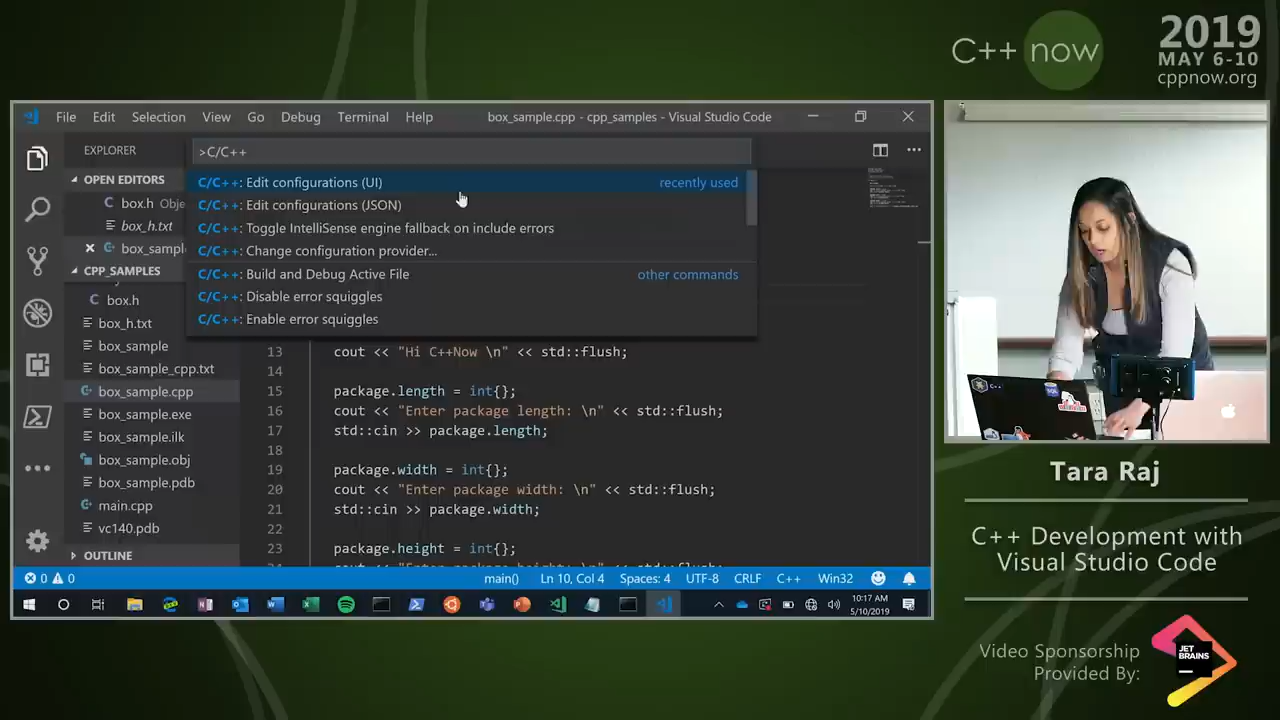 C++ now
2019
MAY 6-10
cppnow.org
File Edit Selection View Go Debug Terminal Help
box_sample.cpp - cpp_samples - Visual Studio Code
EXPLORER
OPEN EDITORS
box.h Obje
box_h.txt
box_sampl
CPP_SAMPLES
box.h
box_h.txt
box_sample
box_sample_cpp.txt
box_sample.cpp
box_sample.exe
box_sample.ilk
box_sample.obj
box_sample.pdb
main.cpp
vc140.pdb
OUTLINE
>C/C++
C/C++: Edit configurations (UI) recently used
C/C++: Edit configurations (JSON)
C/C++: Toggle IntelliSense engine fallback on include errors
C/C++: Change configuration provider...
C/C++: Build and Debug Active File other commands
C/C++: Disable error squiggles
C/C++: Enable error squiggles
13 cout << "Hi C++Now \n" << std::flush;
14
15 package.length = int{};
16 cout << "Enter package length: \n" << std::flush;
17 std::cin >> package.length;
18
19 package.width = int{};
20 cout << "Enter package width: \n" << std::flush;
21 std::cin >> package.width;
22
23 package.height = int{};
0 0 main() Ln 10, Col 4 Spaces: 4 UTF-8 CRLF C++ Win32
10:17 AM
5/10/2019
Tara Raj
C++ Development with
Visual Studio Code
Video Sponsorship
Provided By:
JET
BRAINS